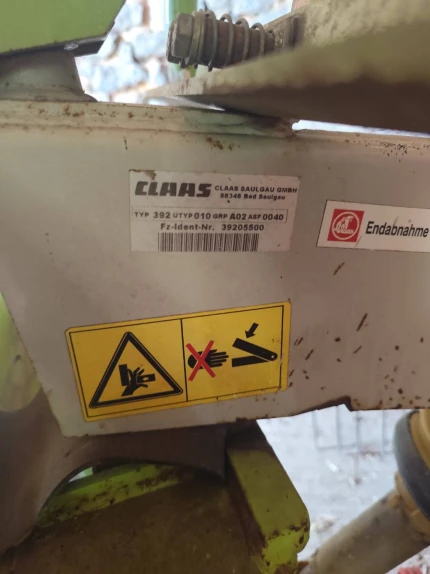 CLAAS CLAAS SAULGAU GMBH
88348 Bad Saulgau
TYP 392 UTYP 010 GRP A02 ASF 0040
Fz-Ident-Nr. 39205500
Endabnahme